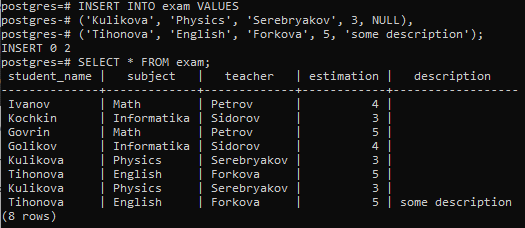 postgres=# INSERT INTO exam VALUES
postgres-# ('Kulikova', 'Physics', 'Serebryakov', 3, NULL),
postgres-# ('Tihonova', 'English', 'Forkova', 5, 'some description');
INSERT 0 2
postgres=# SELECT * FROM exam;
 student_name |   subject   |   teacher   | estimation |   description
--------------+-------------+-------------+------------+------------------
 Ivanov       | Math        | Petrov      |          4 |
 Kochkin      | Informatika | Sidorov     |          3 |
 Govrin       | Math        | Petrov      |          5 |
 Golikov      | Informatika | Sidorov     |          4 |
 Kulikova     | Physics     | Serebryakov |          3 |
 Tihonova     | English     | Forkova     |          5 |
 Kulikova     | Physics     | Serebryakov |          3 |
 Tihonova     | English     | Forkova     |          5 | some description
(8 rows)